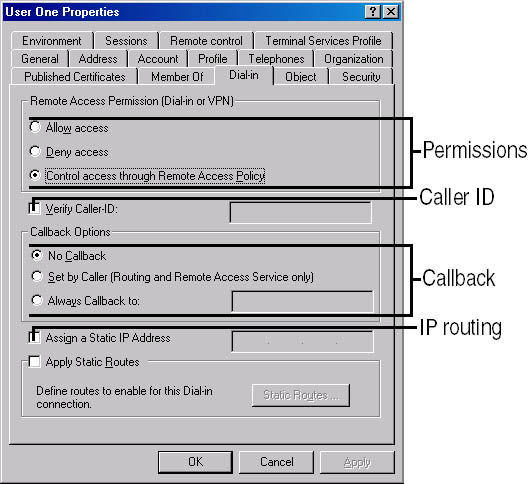 User One Properties
Environment Sessions Remote control Terminal Services Profile
General Address Account Profile Telephones Organization
Published Certificates Member Of Dial-in Object Security
Remote Access Permission (Dial-in or VPN)
Allow access
Deny access
Control access through Remote Access Policy
Permissions
Verify Caller-ID:
Caller ID
Callback Options
No Callback
Set by Caller (Routing and Remote Access Service only)
Always Callback to:
Callback
Assign a Static IP Address
IP routing
Apply Static Routes
Define routes to enable for this Dial-in
connection.
Static Routes ...
OK Cancel Apply